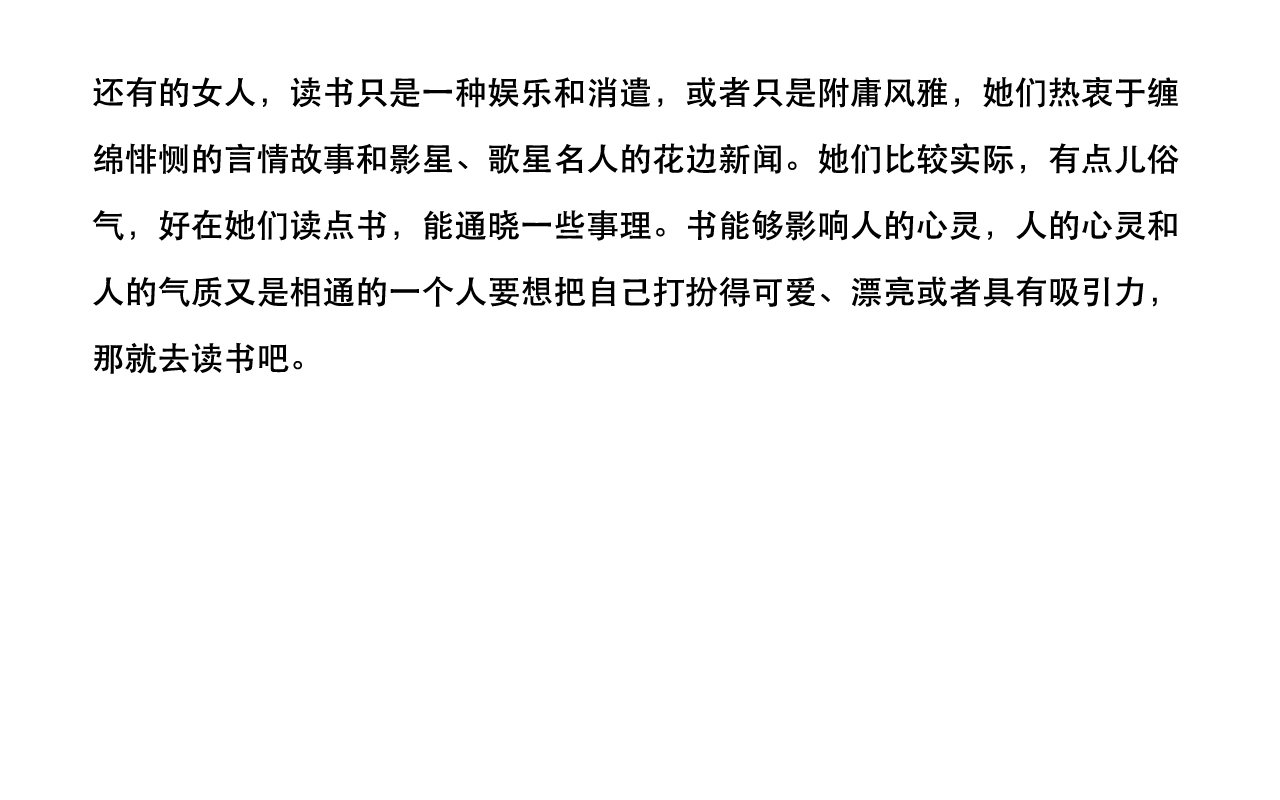 还有的女人，读书只是一种娱乐和消遣，或者只是附庸风雅，她们热衷于缠
绵悱恻的言情故事和影星、歌星名人的花边新闻。她们比较实际，有点儿俗
气，好在她们读点书，能通晓一些事理。书能够影响人的心灵，人的心灵和
人的气质又是相通的一个人要想把自己打扮得可爱、漂亮或者具有吸引力，
那就去读书吧。